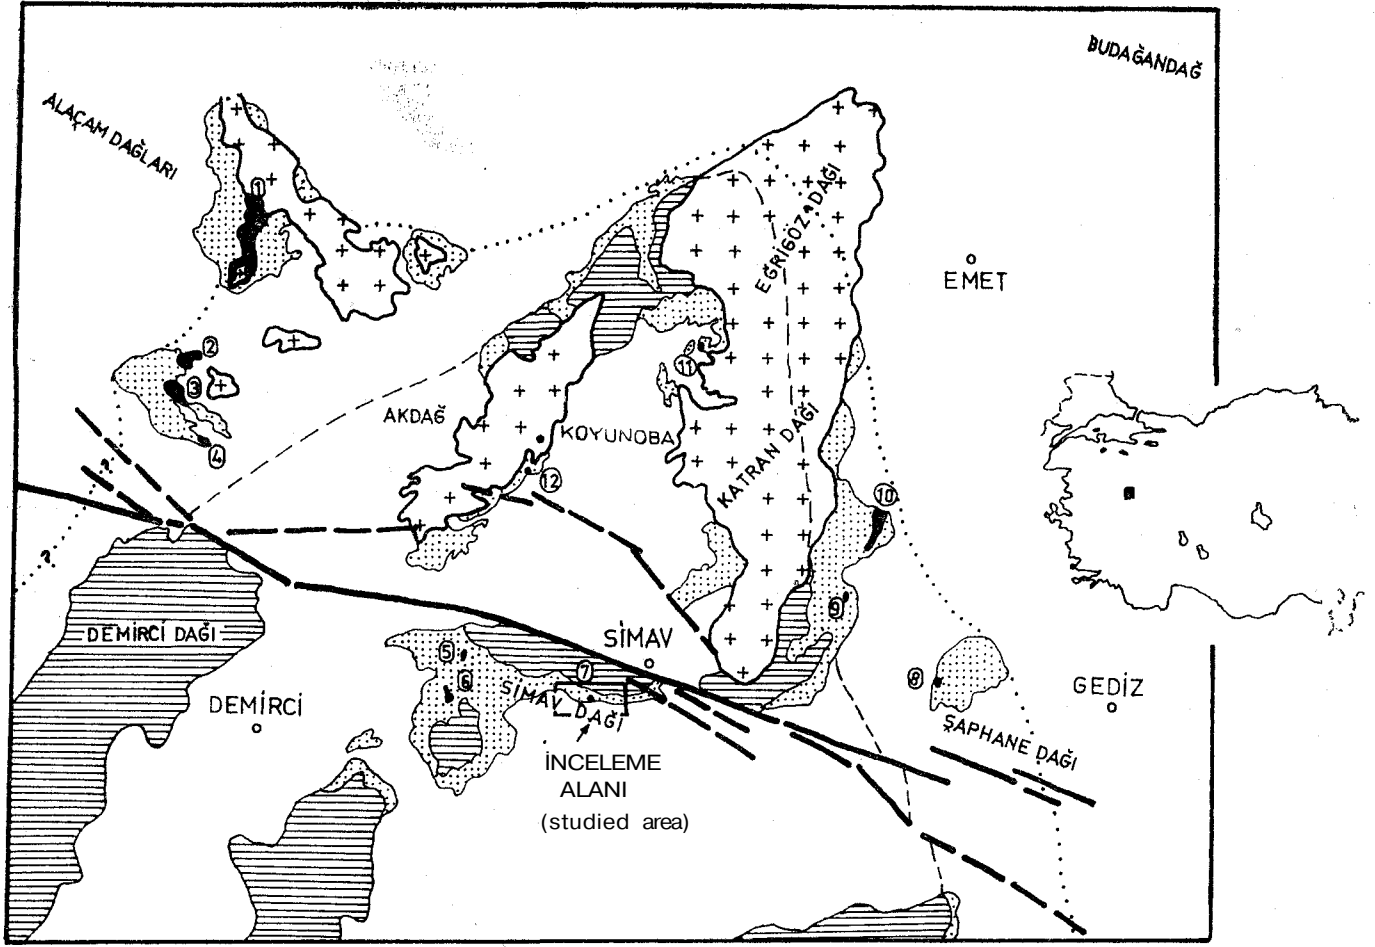 BUDAĞANDAĞ
ALAÇAM DAĞLARI
1
EĞRİGÖZ DAĞI
EMET
2
11
3
AKDAĞ
KOYUNOBA
KATRAN DAĞI
4
?
12
10
?
9
DEMİRCİ DAĞI
SİMAV
5
7
6
8
GEDİZ
SİMAV DAĞI
DEMİRCİ
ŞAPHANE DAĞI
İNCELEME
ALANI
(studied area)